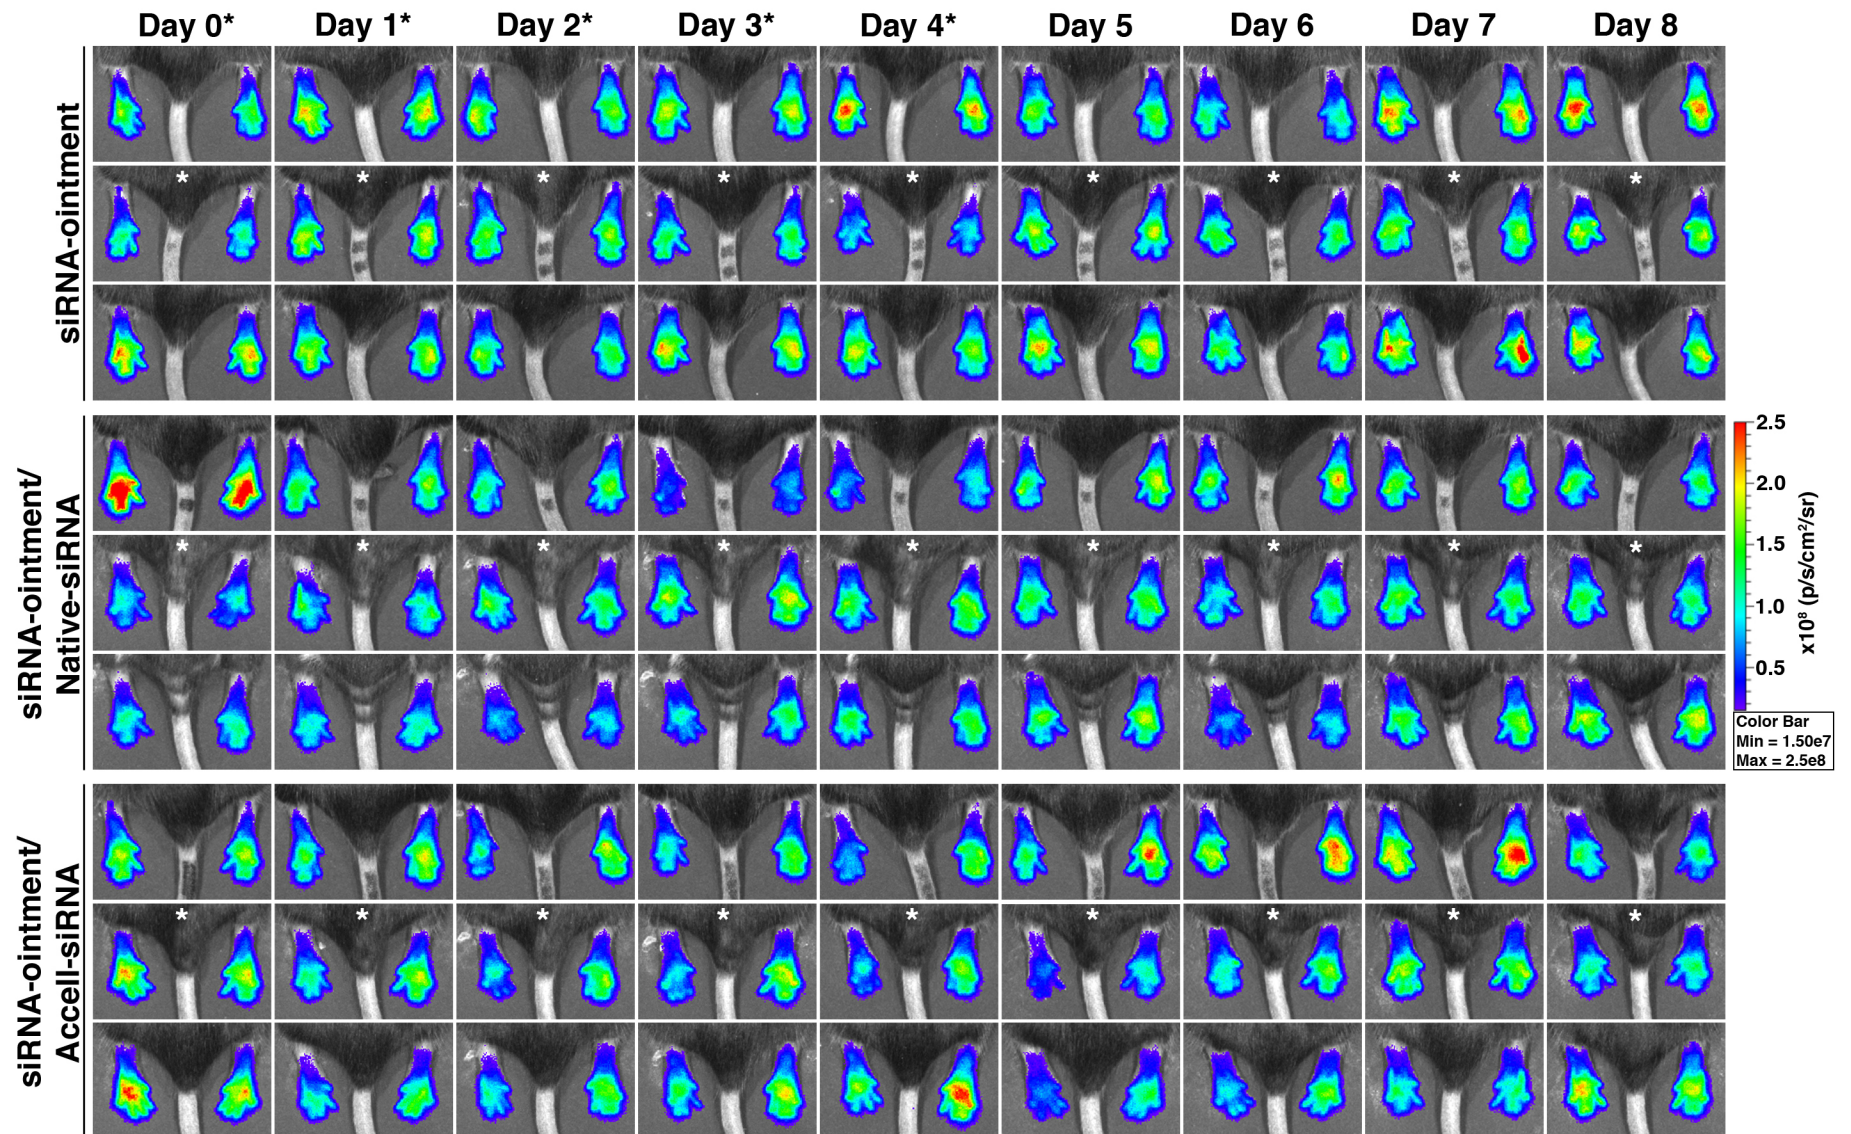 Day 0* Day 1* Day 2* Day 3* Day 4* Day 5 Day 6 Day 7 Day 8
siRNA-ointment
* * * * * * * * *
siRNA-ointment/
Native-siRNA
* * * * * * * * *
siRNA-ointment/
Accell-siRNA
* * * * * * * * *
2.5
2.0
1.5
1.0
0.5
x10⁸ (p/s/cm²/sr)
Color Bar
Min = 1.50e7
Max = 2.5e8